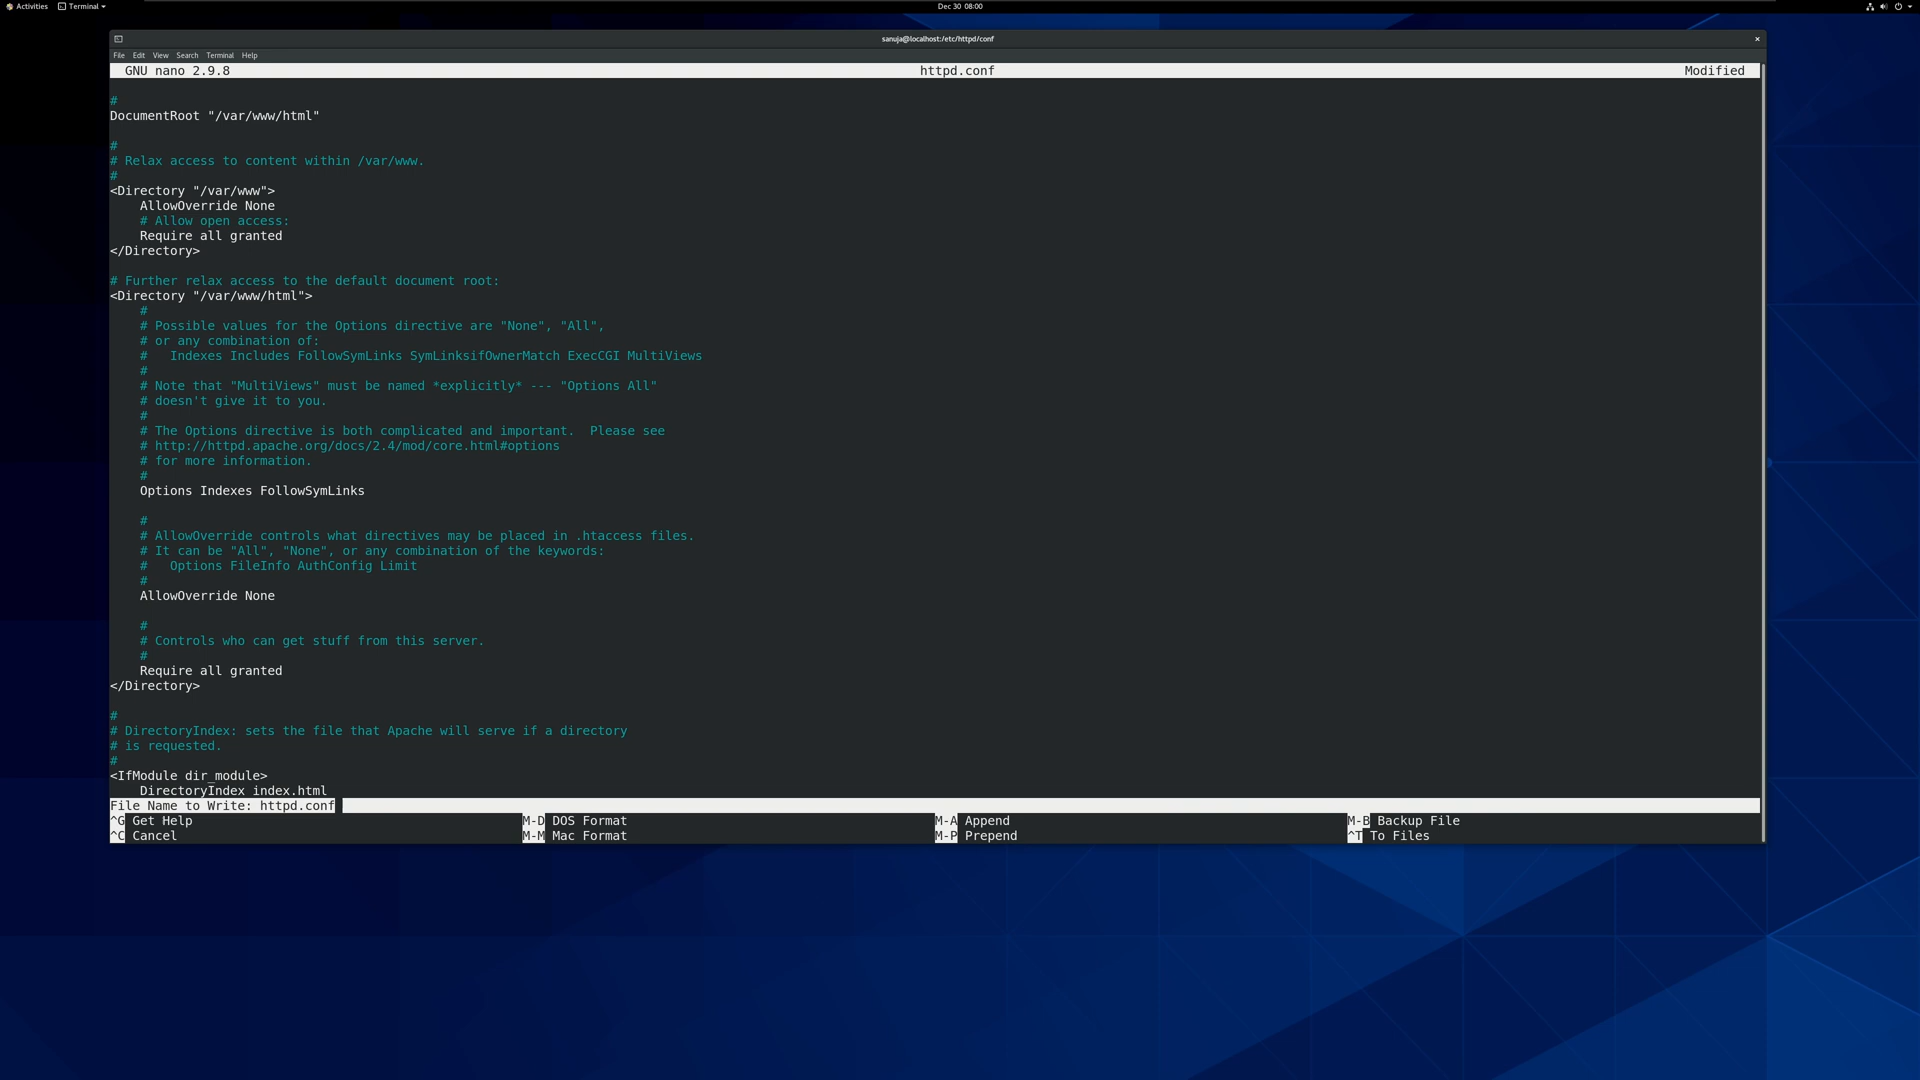 Activities Terminal Dec 30 08:00
sanuja@localhost:/etc/httpd/conf ×
File Edit View Search Terminal Help
GNU nano 2.9.8 httpd.conf Modified
#
DocumentRoot "/var/www/html"
#
# Relax access to content within /var/www.
#
<Directory "/var/www">
    AllowOverride None
    # Allow open access:
    Require all granted
</Directory>
# Further relax access to the default document root:
<Directory "/var/www/html">
    #
    # Possible values for the Options directive are "None", "All",
    # or any combination of:
    #   Indexes Includes FollowSymLinks SymLinksifOwnerMatch ExecCGI MultiViews
    #
    # Note that "MultiViews" must be named *explicitly* --- "Options All"
    # doesn't give it to you.
    #
    # The Options directive is both complicated and important.  Please see
    # http://httpd.apache.org/docs/2.4/mod/core.html#options
    # for more information.
    #
    Options Indexes FollowSymLinks
    #
    # AllowOverride controls what directives may be placed in .htaccess files.
    # It can be "All", "None", or any combination of the keywords:
    #   Options FileInfo AuthConfig Limit
    #
    AllowOverride None
    #
    # Controls who can get stuff from this server.
    #
    Require all granted
</Directory>
#
# DirectoryIndex: sets the file that Apache will serve if a directory
# is requested.
#
<IfModule dir_module>
    DirectoryIndex index.html
File Name to Write: httpd.conf
^G Get Help M-D DOS Format M-A Append M-B Backup File
^C Cancel M-M Mac Format M-P Prepend ^T To Files